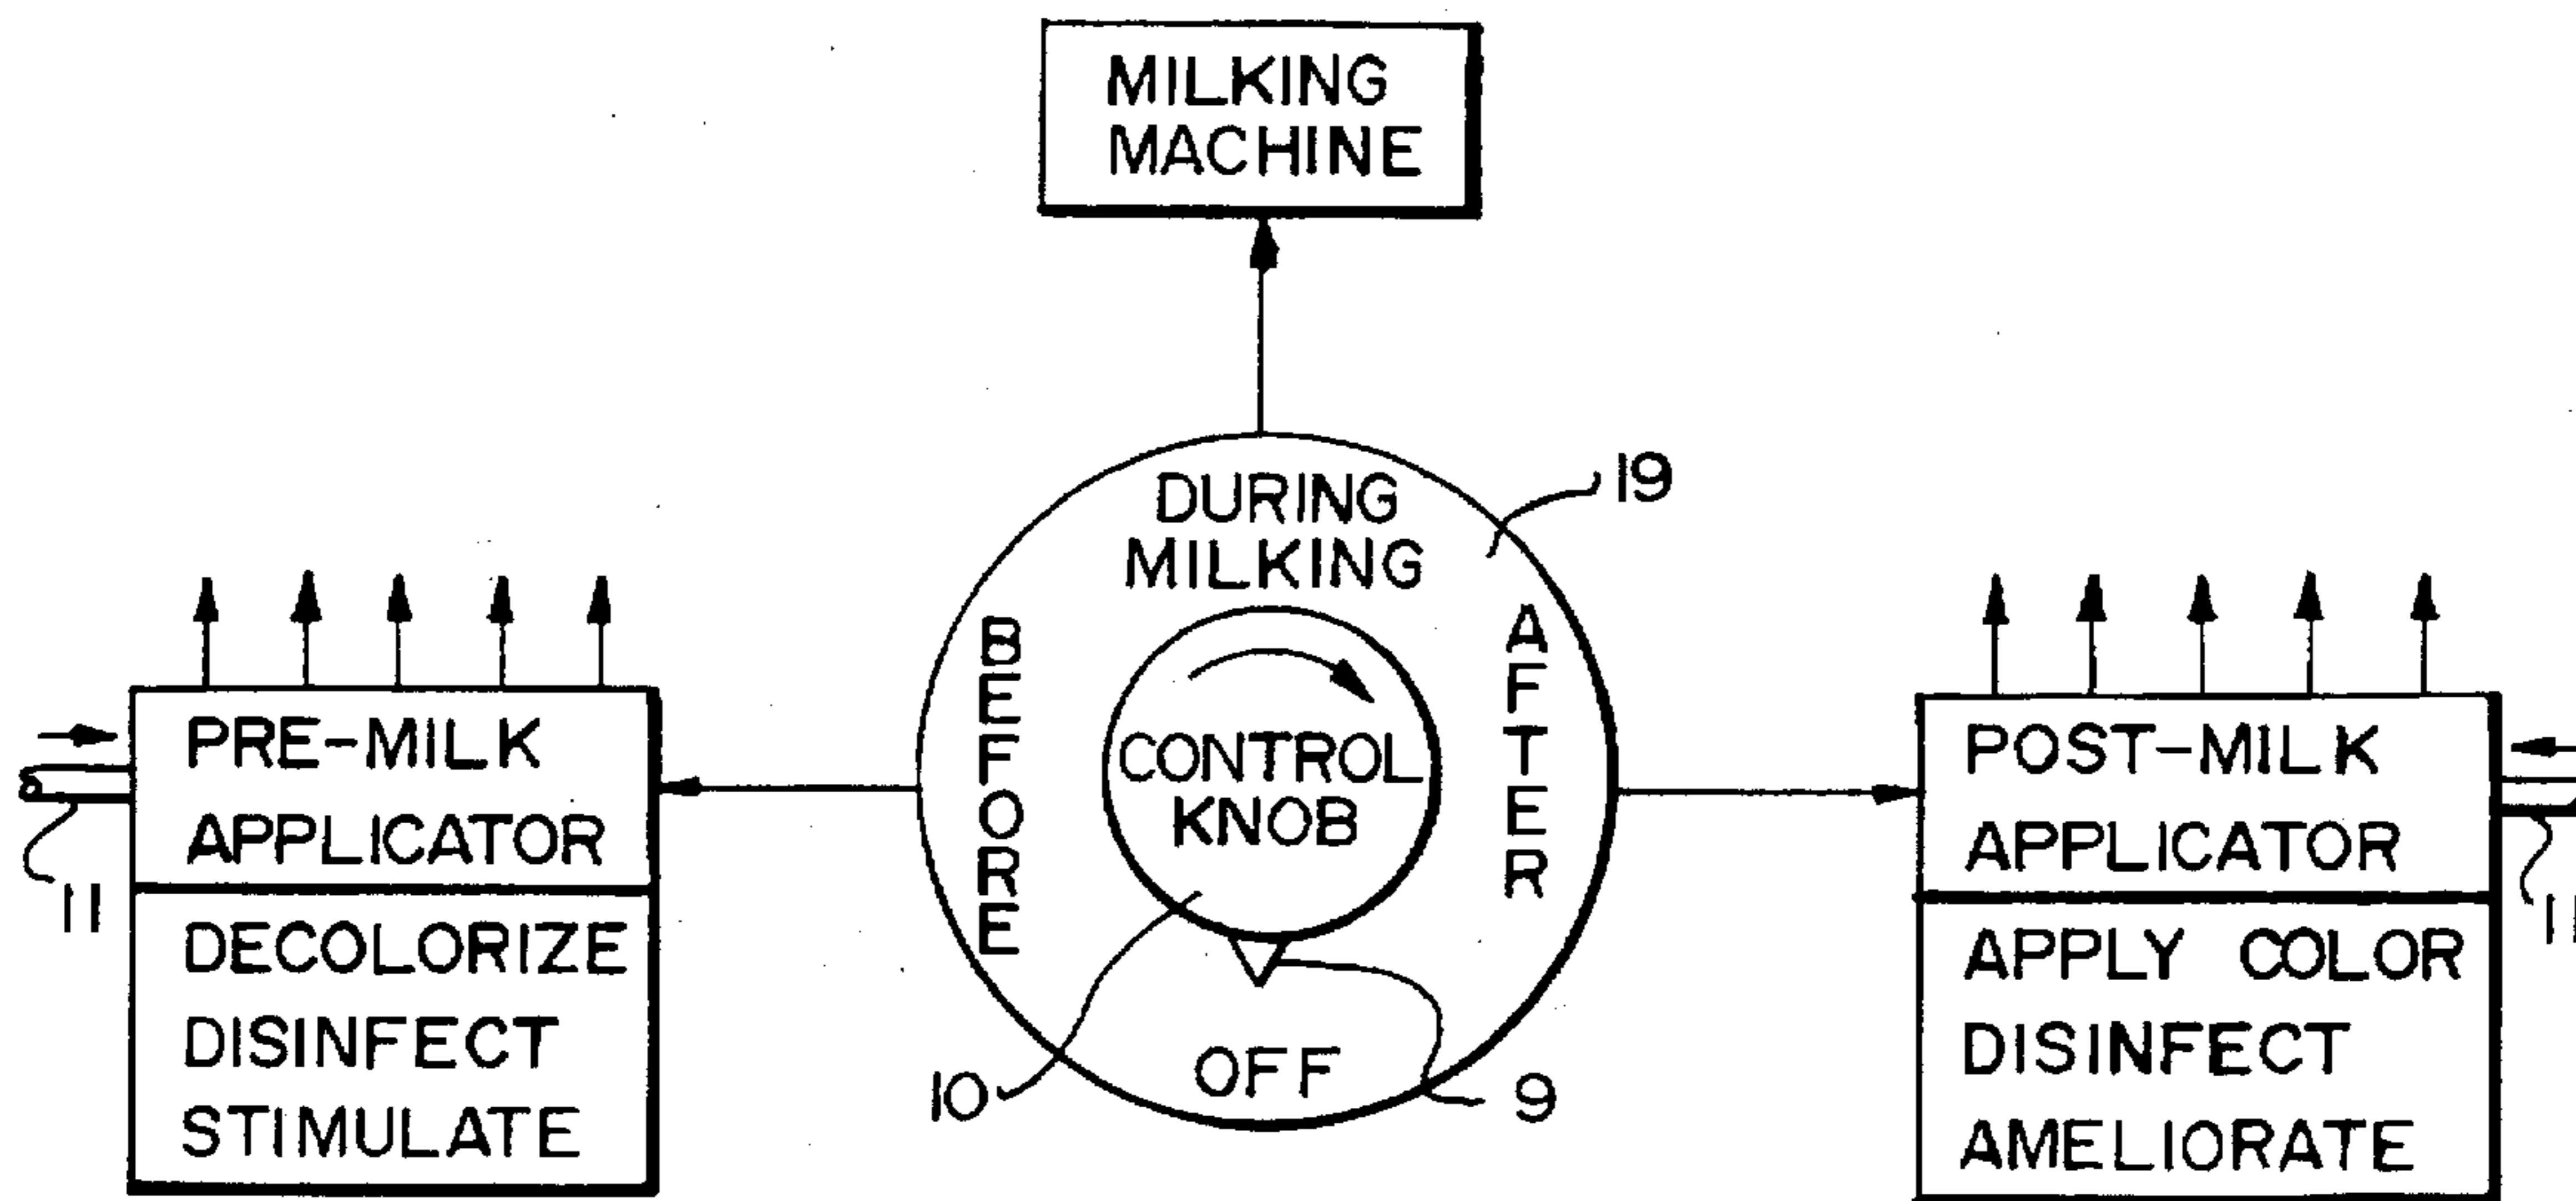 MILKING
MACHINE
DURING
MILKING
19
BEFORE
AFTER
CONTROL
KNOB
OFF
10
9
PRE-MILK
APPLICATOR
11
DECOLORIZE
DISINFECT
STIMULATE
POST-MILK
APPLICATOR
11
APPLY COLOR
DISINFECT
AMELIORATE